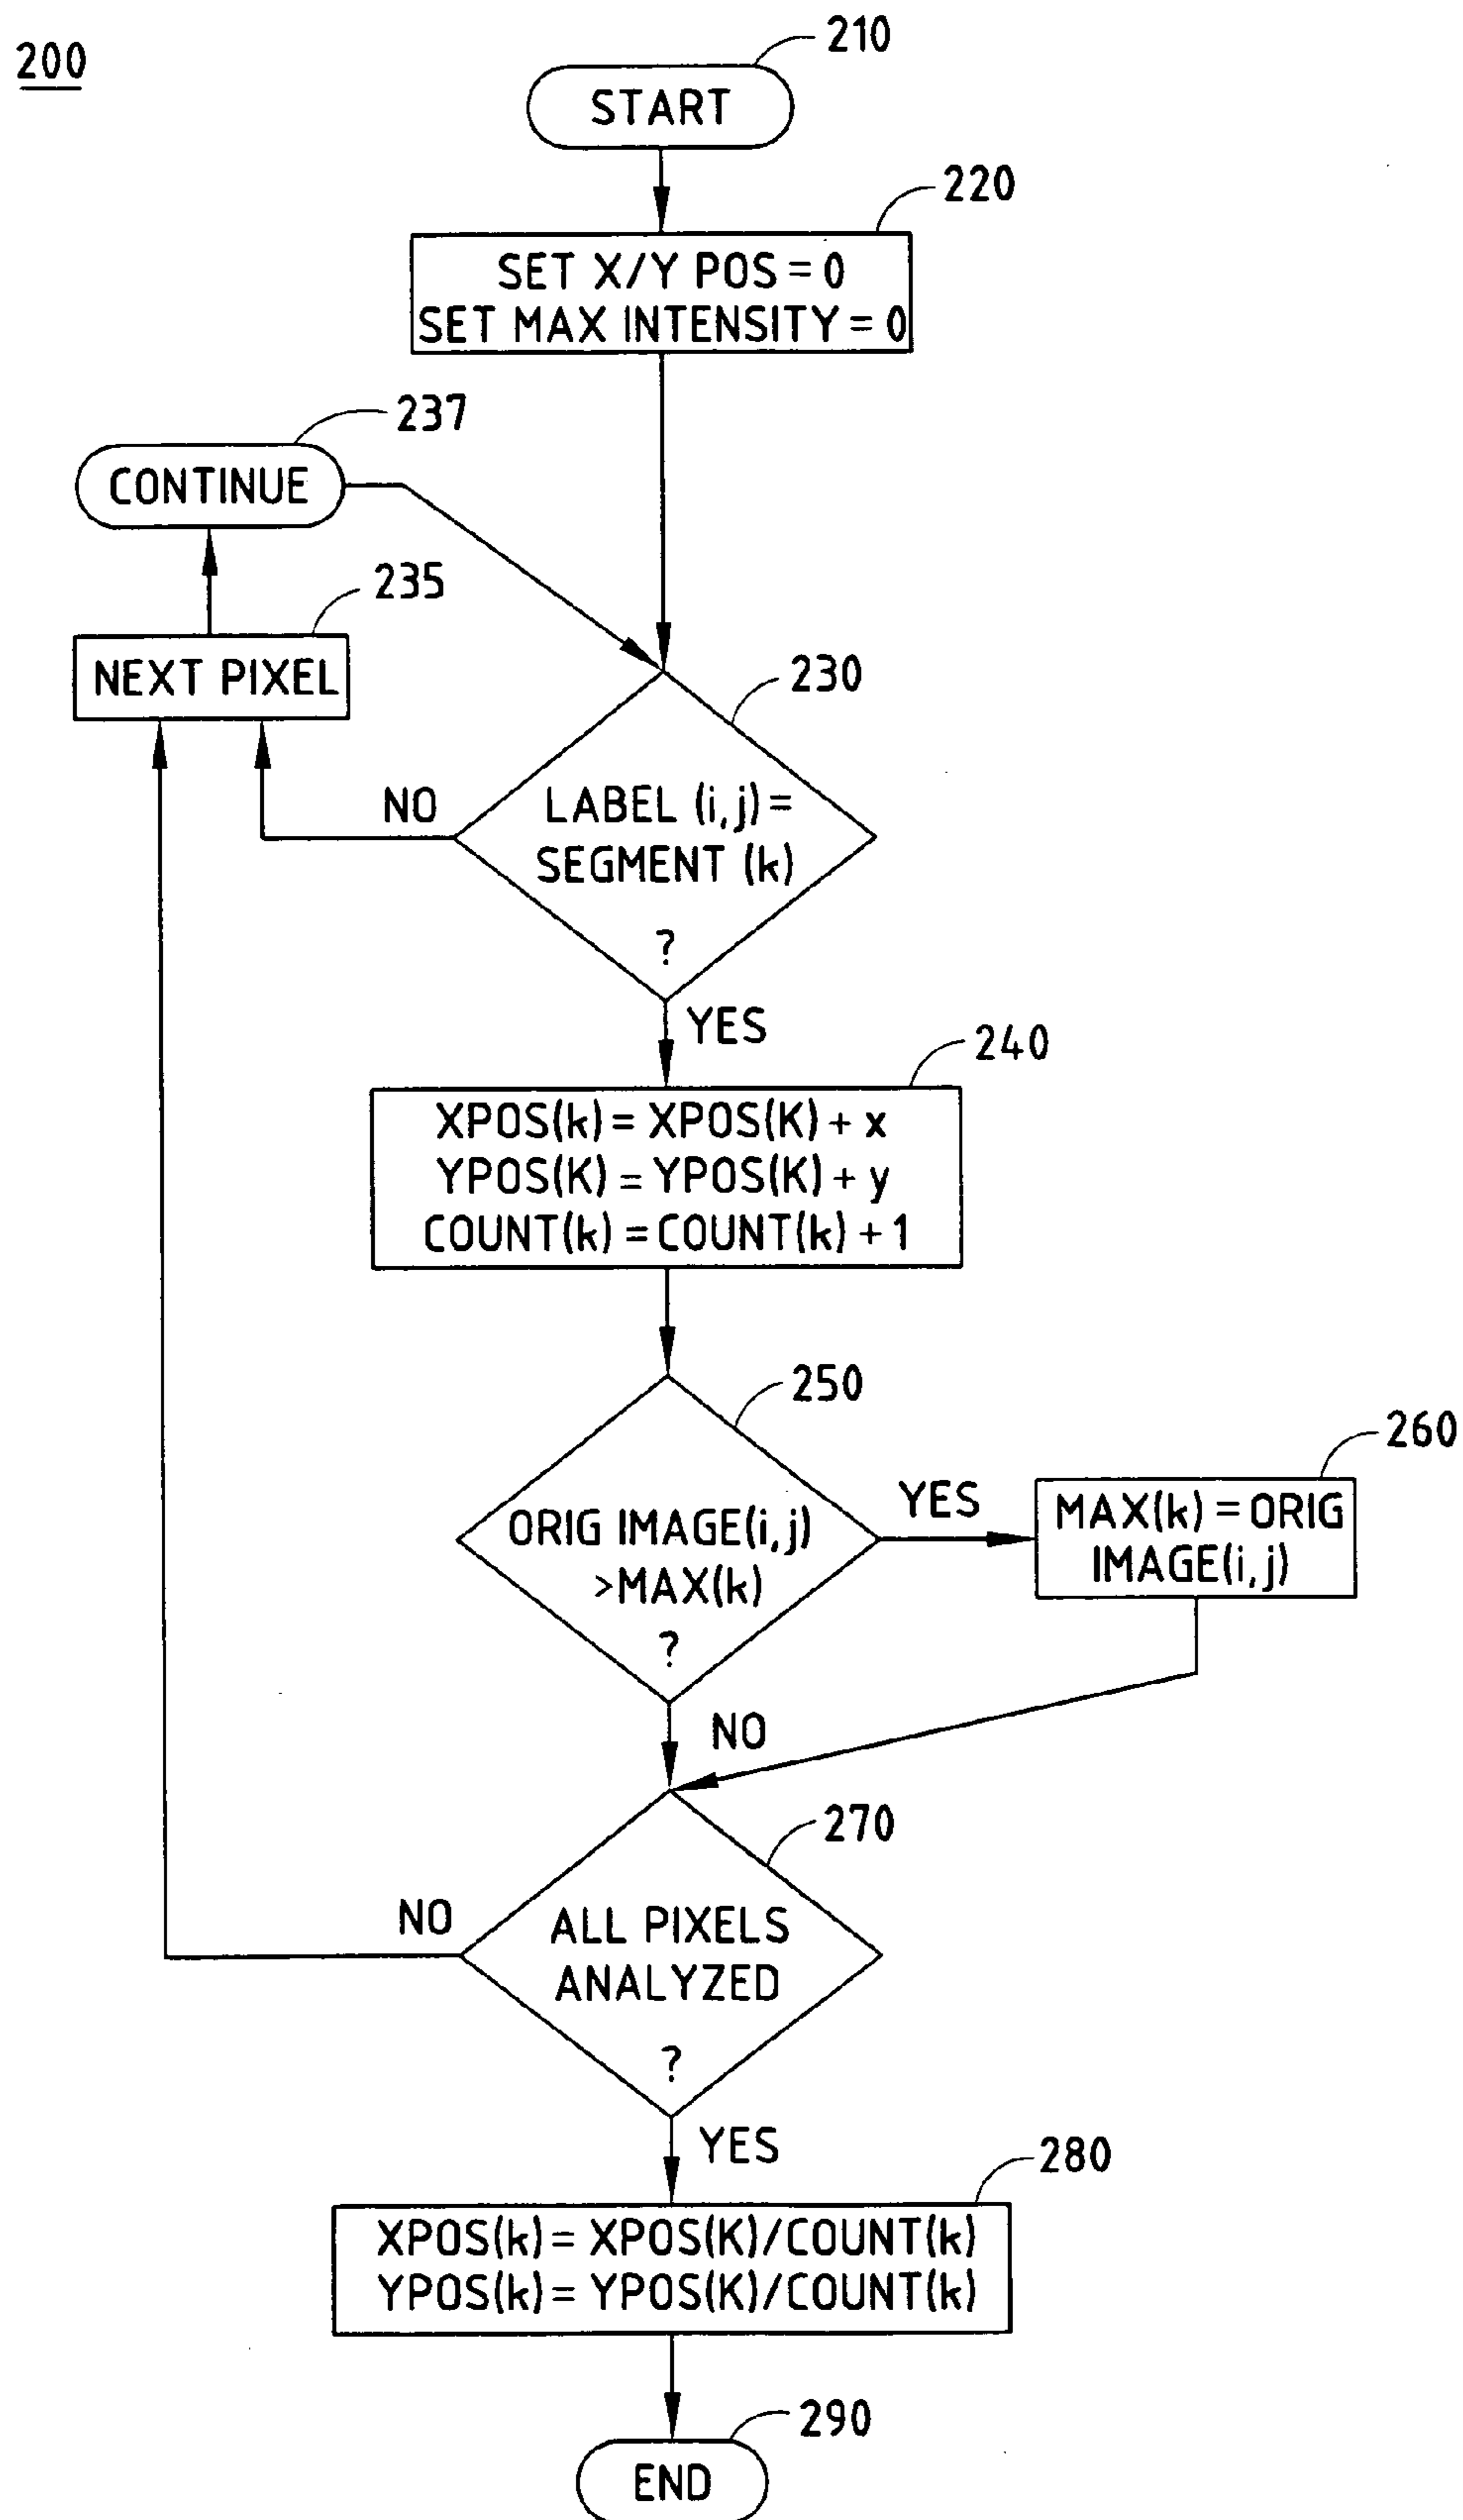 200
210
START
220
SET X/Y POS = 0
SET MAX INTENSITY = 0
237
CONTINUE
235
NEXT PIXEL
230
NO
LABEL (i,j) =
SEGMENT (k)
?
YES
240
XPOS(k) = XPOS(K) + x
YPOS(K) = YPOS(K) + y
COUNT(k) = COUNT(k) + 1
250
ORIG IMAGE(i,j)
>MAX(k)
?
YES
260
MAX(k) = ORIG
IMAGE(i,j)
NO
270
NO
ALL PIXELS
ANALYZED
?
YES
280
XPOS(k) = XPOS(K)/COUNT(k)
YPOS(k) = YPOS(K)/COUNT(k)
290
END